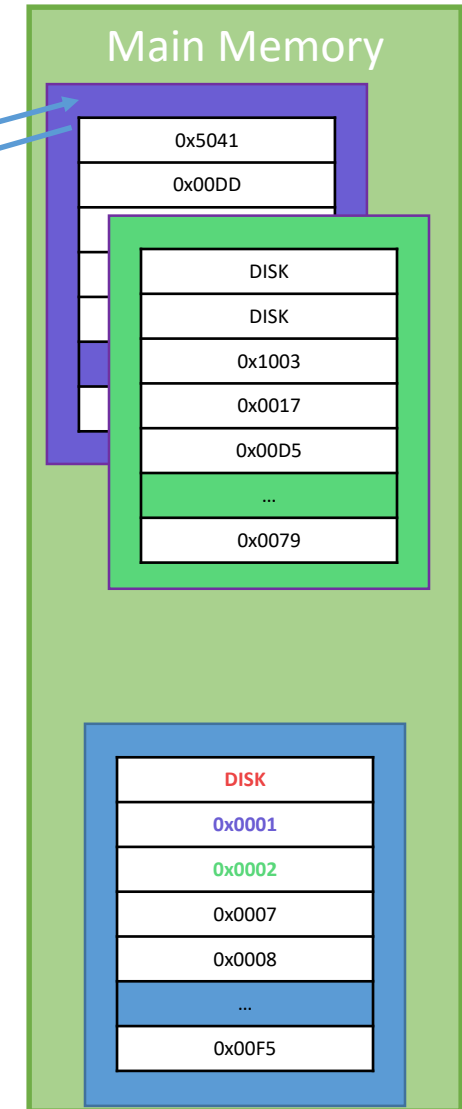 Main Memory
0x5041
0x00DD
DISK
DISK
0x1003
0x0017
0x00D5
...
0x0079
DISK
0x0001
0x0002
0x0007
0x0008
...
0x00F5